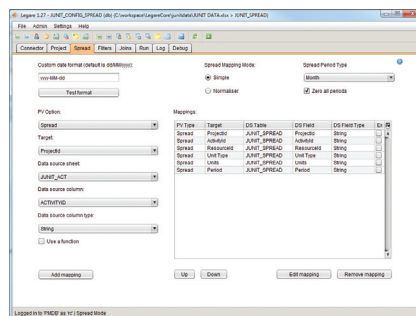 Legare 1.27 - JUNIT_CONFIG_SPREAD (db) (C:\workspace\LegareCore\junitdata\JUNIT DATA.xlsx > JUNIT_SPREAD)
File Admin Settings Help
Connector Project Spread Filters Joins Run Log Debug
Custom date format (default is dd/MM/yyyy):
yyyy-MM-dd
Test format
Spread Mapping Mode:
Simple
Normaliser
Spread Period Type
Month
Zero all periods
PV Option:
Spread
Target:
ProjectId
Data source sheet:
JUNIT_ACT
Data source column:
ACTIVITYID
Data source column type:
String
Use a function
Add mapping
Mappings:
PV Type Target DS Table DS Field DS Field Type Ex
Spread ProjectId JUNIT_SPREAD ProjectId String
Spread ActivityId JUNIT_SPREAD ActivityId String
Spread ResourceId JUNIT_SPREAD ResourceId String
Spread Unit Type JUNIT_SPREAD Unit Type String
Spread Units JUNIT_SPREAD Units String
Spread Period JUNIT_SPREAD Period String
Up Down Edit mapping Remove mapping
Logged in to 'PMDB' as 'rc' | Spread Mode